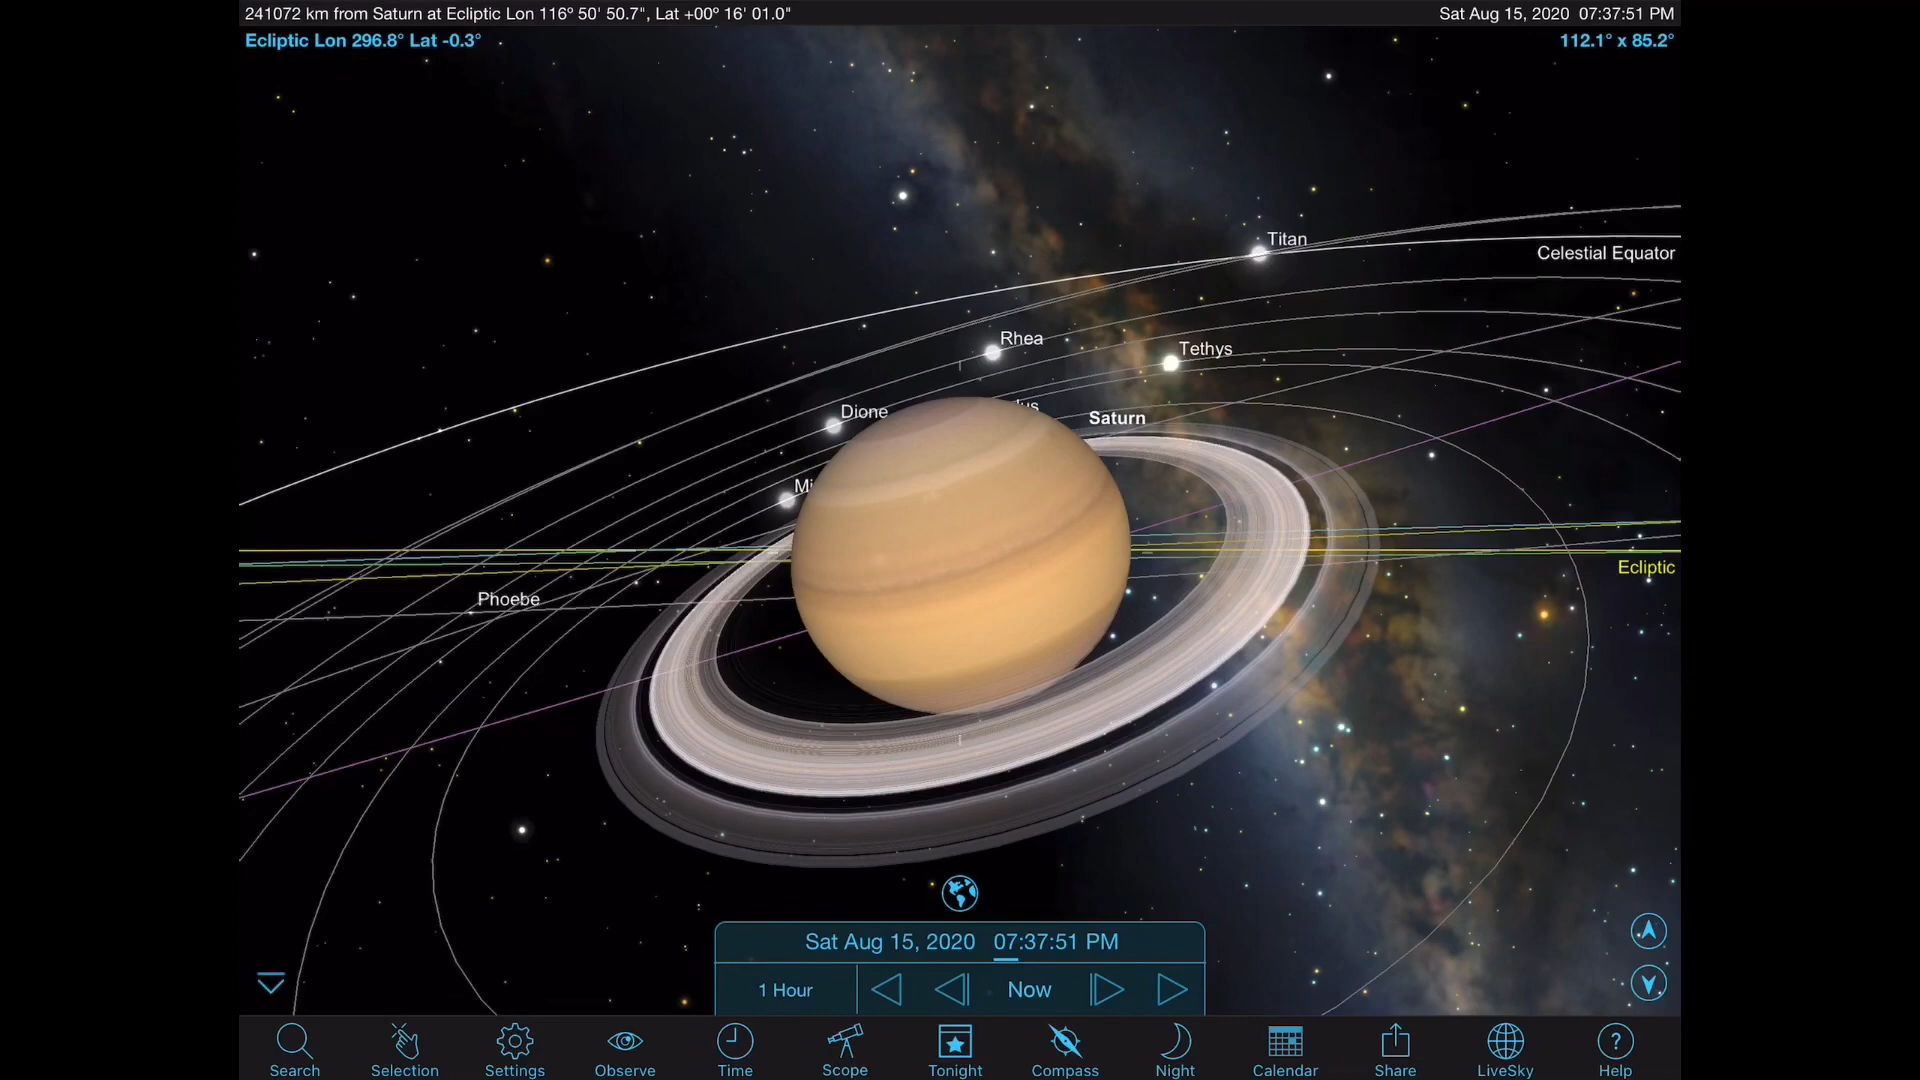 241072 km from Saturn at Ecliptic Lon 116º 50' 50.7", Lat +00º 16' 01.0"
Sat Aug 15, 2020 07:37:51 PM
Ecliptic Lon 296.8° Lat -0.3°
112.1° x 85.2°
Titan
Celestial Equator
Rhea
Tethys
Dione
Saturn
Ecliptic
Phoebe
Sat Aug 15, 2020 07:37:51 PM
1 Hour
Now
Search
Selection
Settings
Observe
Time
Scope
Tonight
Compass
Night
Calendar
Share
LiveSky
Help